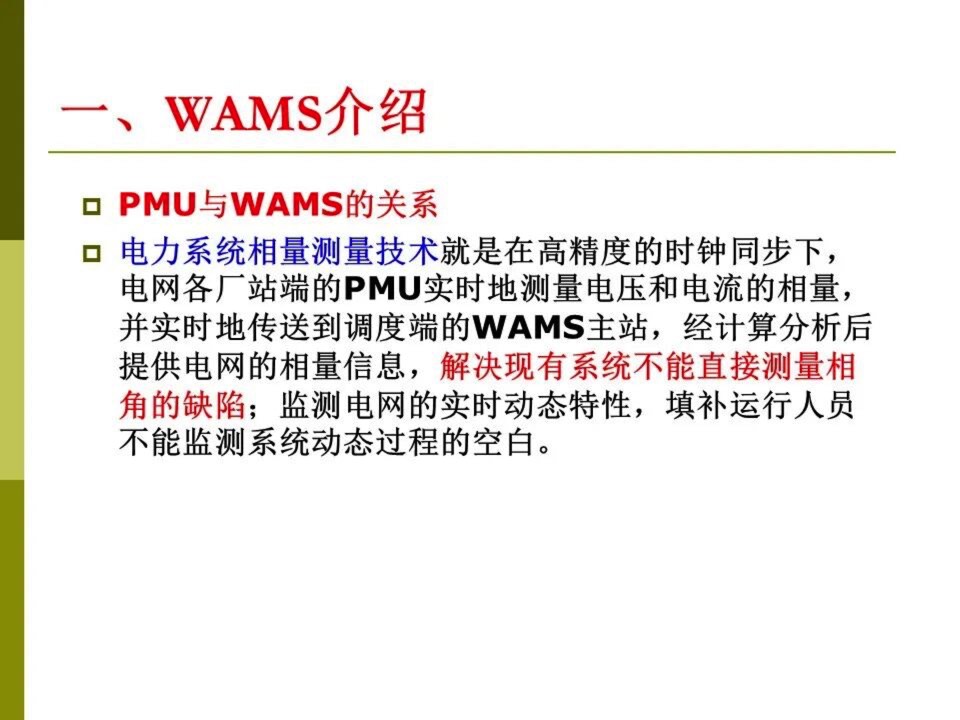 一、WAMS介绍
PMU与WAMS的关系
电力系统相量测量技术就是在高精度的时钟同步下，
电网各厂站端的PMU实时地测量电压和电流的相量，
并实时地传送到调度端的WAMS主站，经计算分析后
提供电网的相量信息，解决现有系统不能直接测量相
角的缺陷；监测电网的实时动态特性，填补运行人员
不能监测系统动态过程的空白。